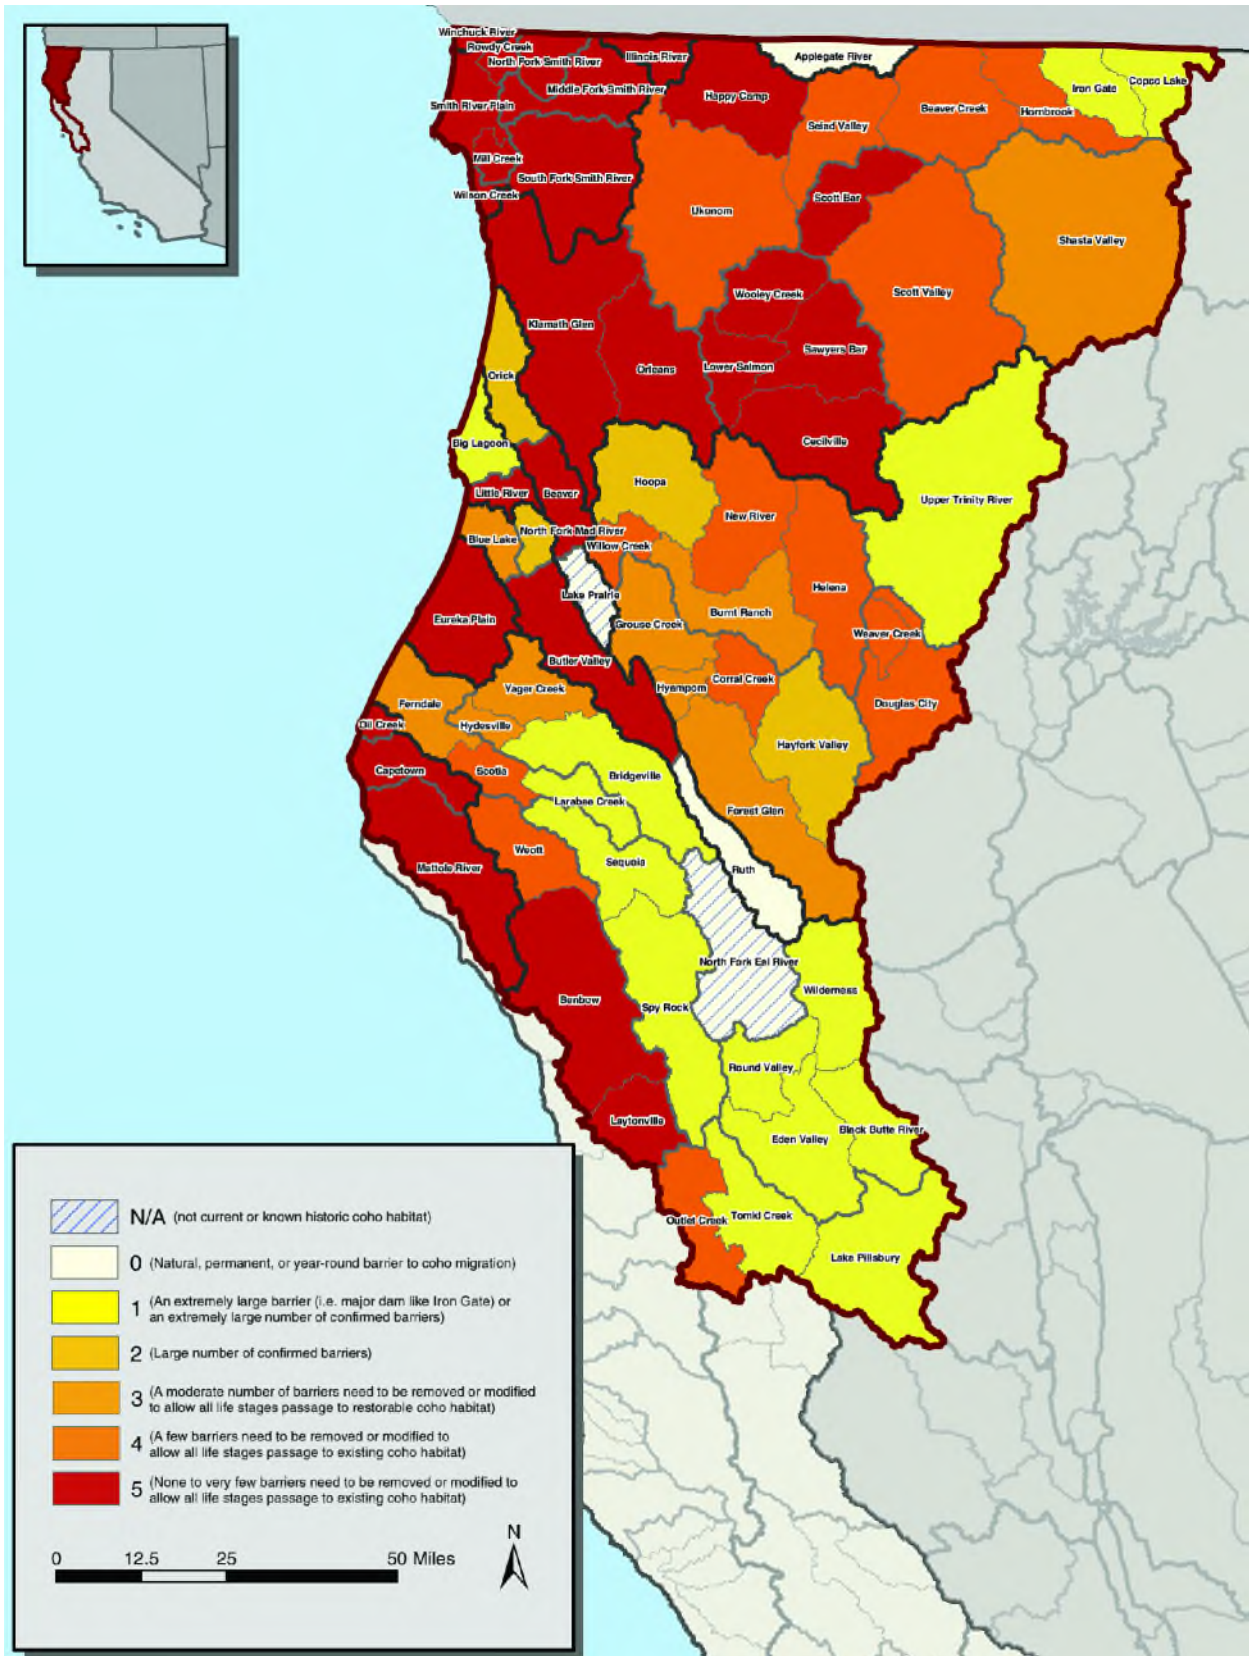 Winchuck River
Rowdy Creek
North Fork Smith River
Illinois River
Applegate River
Middle Fork Smith River
Happy Camp
Iron Gate
Copco Lake
Smith River Plain
Seiad Valley
Beaver Creek
Hornbrook
Mill Creek
South Fork Smith River
Wilson Creek
Scott Bar
Ukonom
Shasta Valley
Wooley Creek
Scott Valley
Klamath Glen
Sawyers Bar
Orleans
Lower Salmon
Orick
Big Lagoon
Cecilville
Hoopa
Little River
Beaver
Upper Trinity River
New River
North Fork Mad River
Blue Lake
Willow Creek
Helena
Lake Prairie
Burnt Ranch
Eureka Plain
Grouse Creek
Weaver Creek
Butler Valley
Corral Creek
Yager Creek
Hyampom
Ferndale
Douglas City
Oil Creek
Hydesville
Hayfork Valley
Capetown
Scotia
Bridgeville
Larabee Creek
Forest Glen
Weott
Sequoia
Mattole River
Ruth
North Fork Eel River
Wilderness
Benbow
Spy Rock
Round Valley
Laytonville
Eden Valley
Black Butte River
Outlet Creek
Tomki Creek
Lake Pillsbury
N/A (not current or known historic coho habitat)
0 (Natural, permanent, or year-round barrier to coho migration)
1 (An extremely large barrier (i.e. major dam like Iron Gate) or
an extremely large number of confirmed barriers)
2 (Large number of confirmed barriers)
3 (A moderate number of barriers need to be removed or modified
to allow all life stages passage to restorable coho habitat)
4 (A few barriers need to be removed or modified to
allow all life stages passage to existing coho habitat)
5 (None to very few barriers need to be removed or modified to
allow all life stages passage to existing coho habitat)
N
0 12.5 25 50 Miles